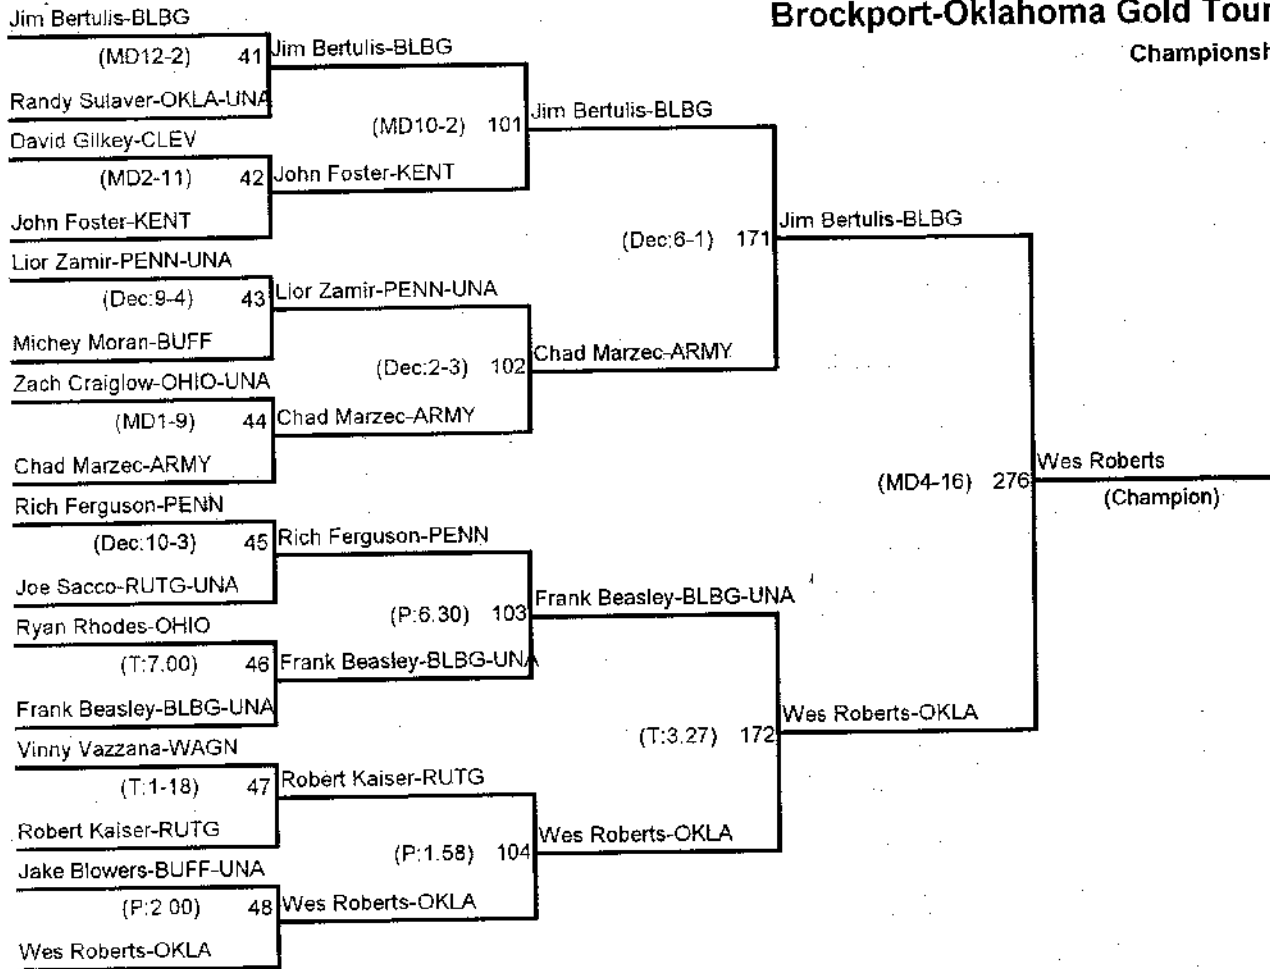 Brockport-Oklahoma Gold Tour
Championsh
Jim Bertulis-BLBG
(MD12-2) 41
Jim Bertulis-BLBG
Randy Sulaver-OKLA-UNA
(MD10-2) 101
Jim Bertulis-BLBG
David Gilkey-CLEV
(MD2-11) 42
John Foster-KENT
John Foster-KENT
(Dec:6-1) 171
Jim Bertulis-BLBG
Lior Zamir-PENN-UNA
(Dec:9-4) 43
Lior Zamir-PENN-UNA
Michey Moran-BUFF
(Dec:2-3) 102
Chad Marzec-ARMY
Zach Craiglow-OHIO-UNA
(MD1-9) 44
Chad Marzec-ARMY
Chad Marzec-ARMY
(MD4-16) 276
Wes Roberts
(Champion)
Rich Ferguson-PENN
(Dec:10-3) 45
Rich Ferguson-PENN
Joe Sacco-RUTG-UNA
(P:6.30) 103
Frank Beasley-BLBG-UNA
Ryan Rhodes-OHIO
(T:7.00) 46
Frank Beasley-BLBG-UNA
Frank Beasley-BLBG-UNA
(T:3.27) 172
Wes Roberts-OKLA
Vinny Vazzana-WAGN
(T:1-18) 47
Robert Kaiser-RUTG
Robert Kaiser-RUTG
(P:1.58) 104
Wes Roberts-OKLA
Jake Blowers-BUFF-UNA
(P:2 00) 48
Wes Roberts-OKLA
Wes Roberts-OKLA